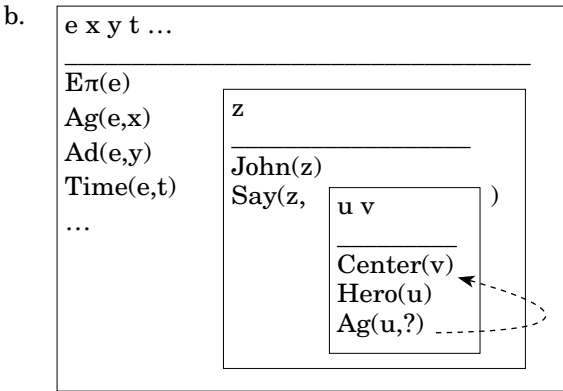 b.
e x y t …
Eπ(e)
Ag(e,x)
Ad(e,y)
Time(e,t)
…
z
John(z)
Say(z, )
u v
Center(v)
Hero(u)
Ag(u,?)